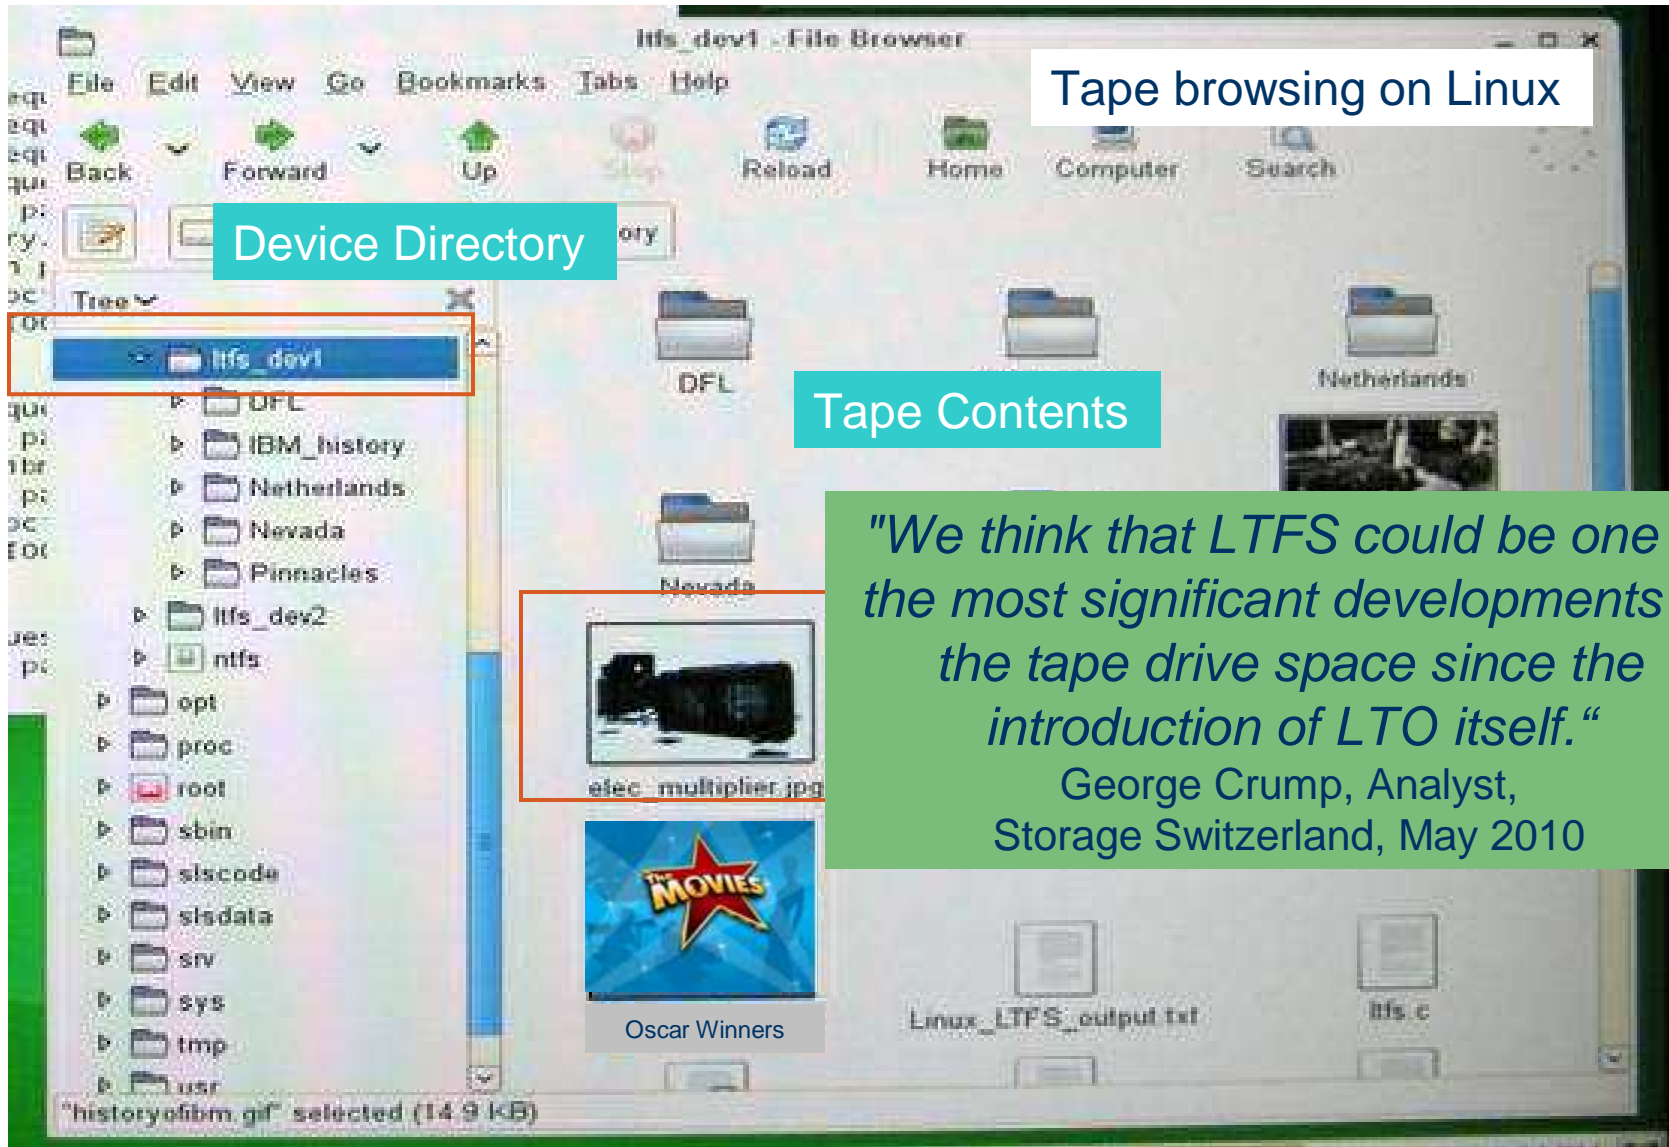 ltfs_dev1 - File Browser
File Edit View Go Bookmarks Tabs Help
Tape browsing on Linux
Back Forward Up Stop Reload Home Computer Search
Device Directory
ory
Tree
ltfs_dev1
DFL
IBM_history
Netherlands
Nevada
Pinnacles
ltfs_dev2
ntfs
opt
proc
root
sbin
slscode
slsdata
srv
sys
tmp
usr
DFL
Netherlands
Tape Contents
Nevada
"We think that LTFS could be one
the most significant developments
the tape drive space since the
introduction of LTO itself.“
George Crump, Analyst,
Storage Switzerland, May 2010
elec_multiplier.jpg
The MOVIES
Oscar Winners
Linux_LTFS_output.txt
ltfs.c
"historyofibm.gif" selected (14.9 KB)